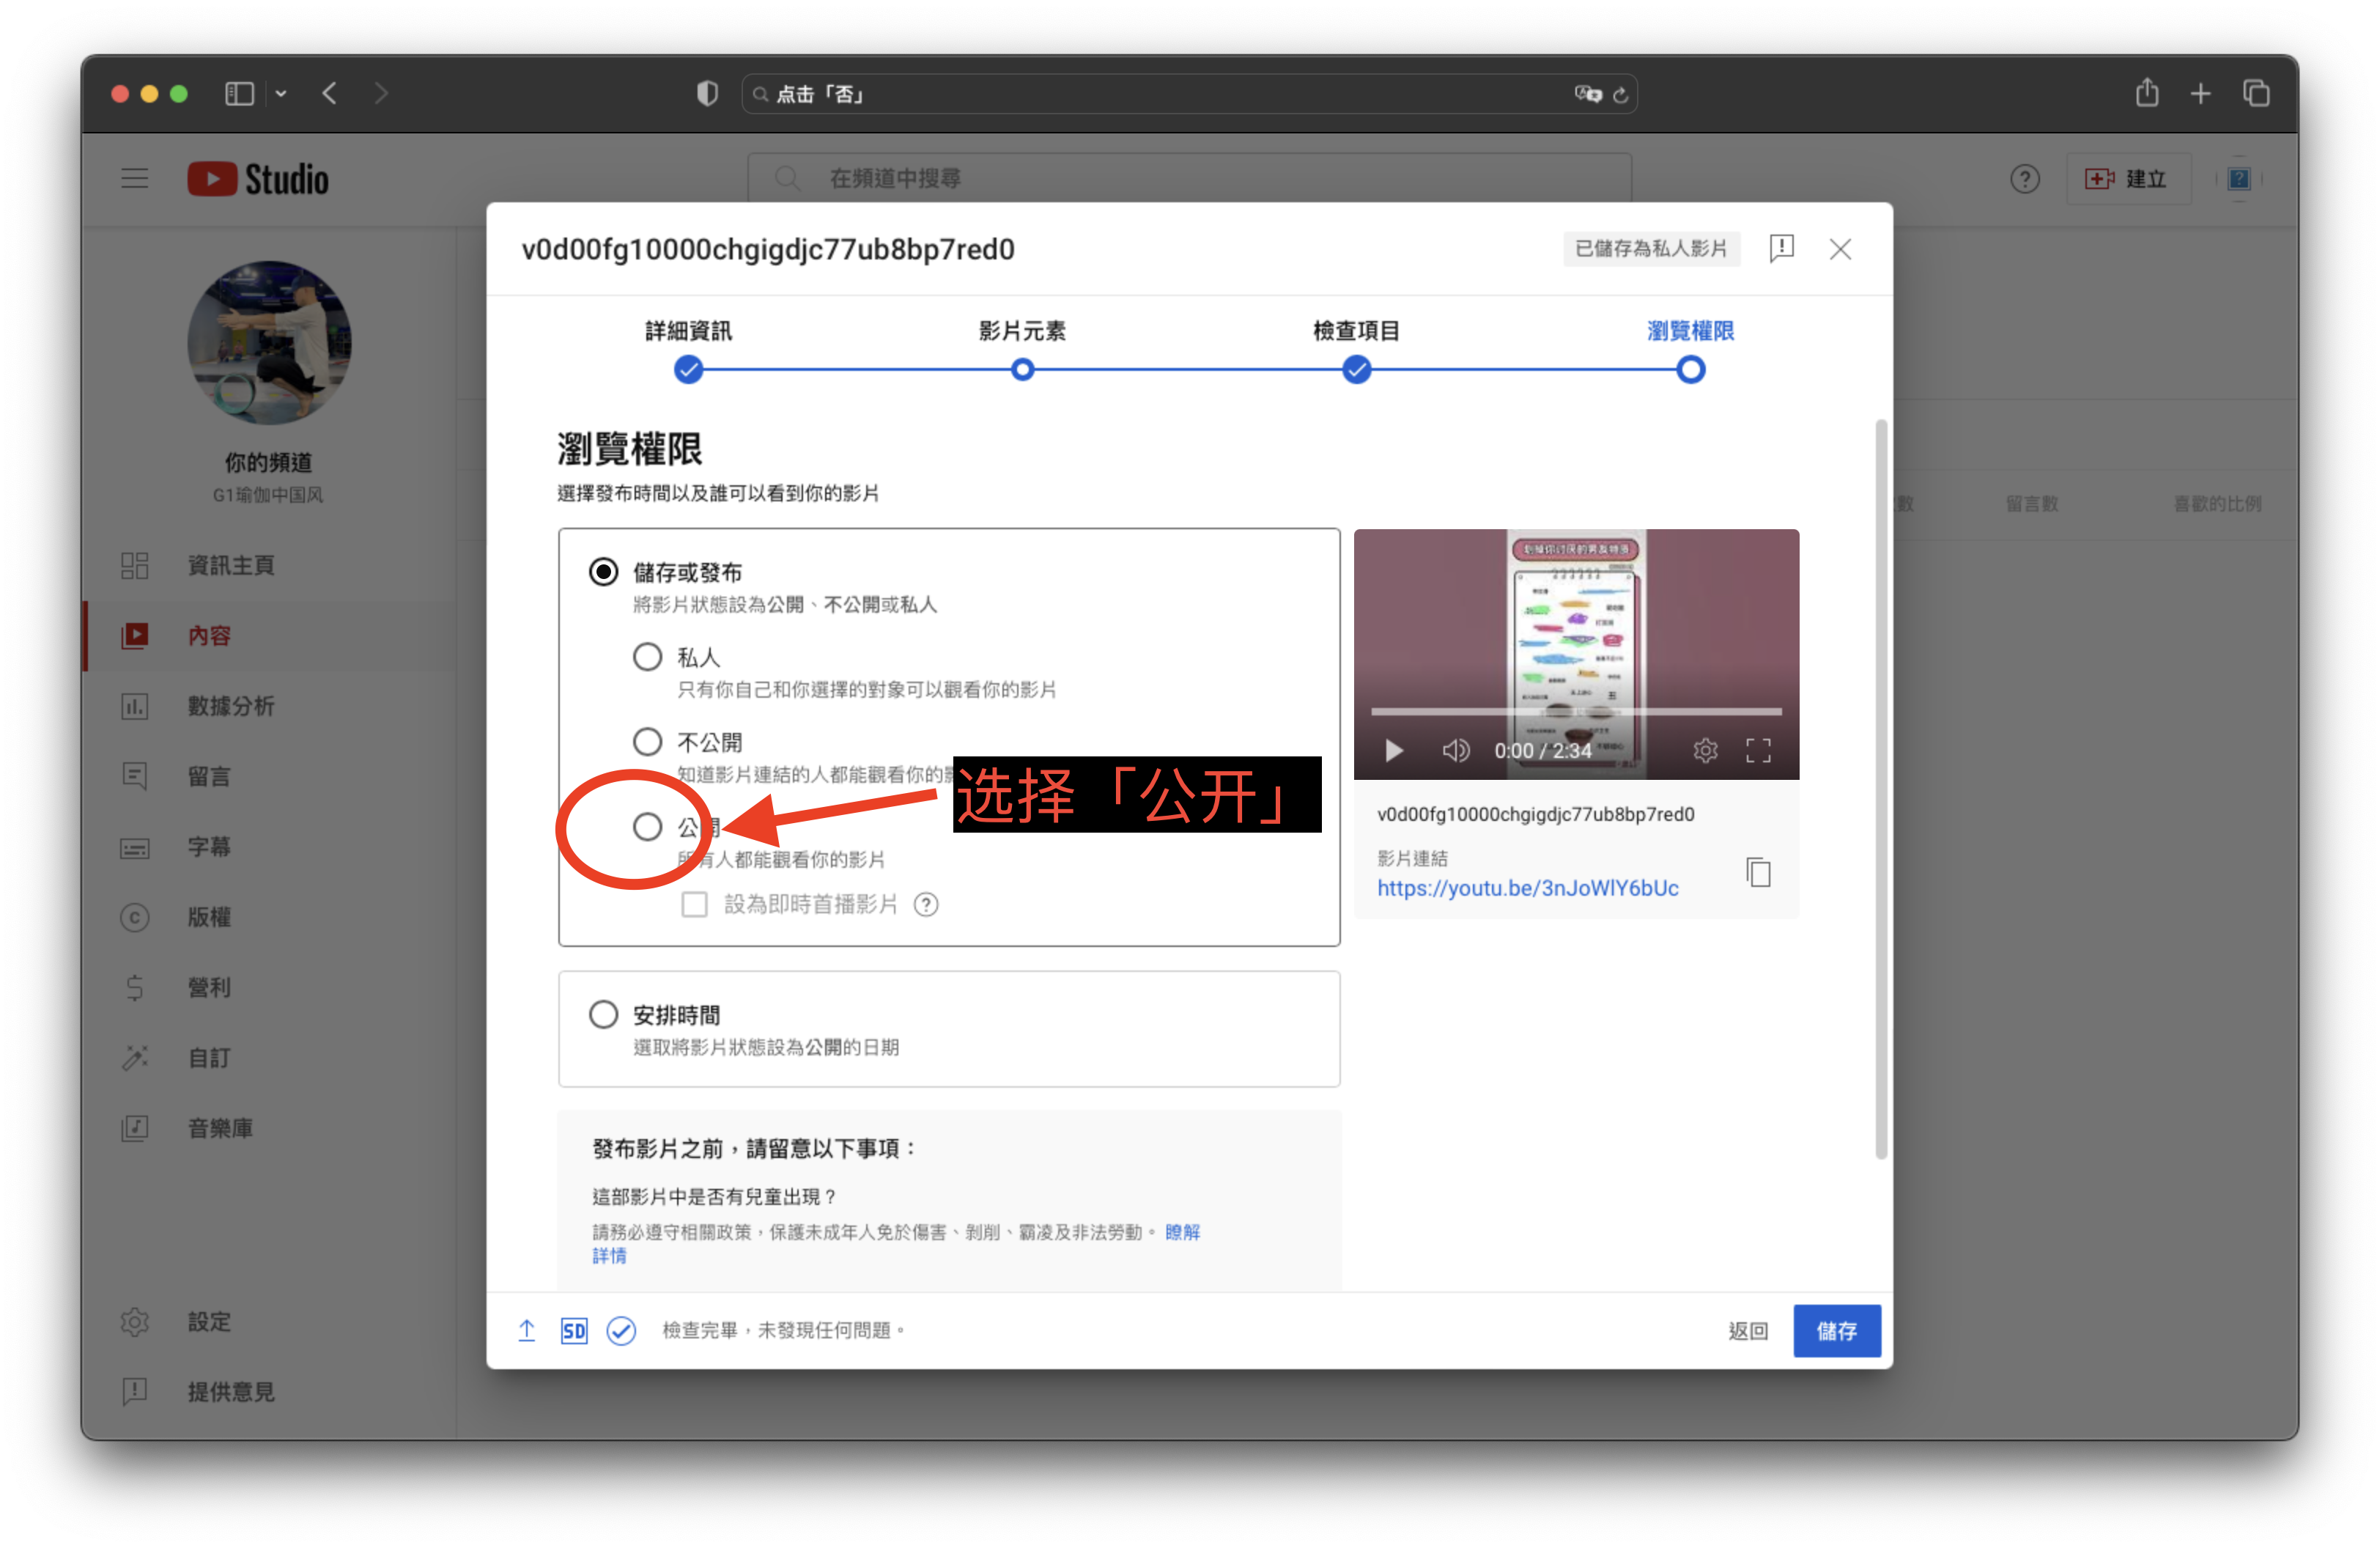 点击「否」
Studio
在頻道中搜尋
建立
v0d00fg10000chgigdjc77ub8bp7red0
已儲存為私人影片
詳細資訊
影片元素
檢查項目
瀏覽權限
你的頻道
G1瑜伽中国风
資訊主頁
內容
數據分析
留言
字幕
版權
營利
自訂
音樂庫
設定
提供意見
數
留言數
喜歡的比例
瀏覽權限
選擇發布時間以及誰可以看到你的影片
儲存或發布
將影片狀態設為公開、不公開或私人
私人
只有你自己和你選擇的對象可以觀看你的影片
不公開
知道影片連結的人都能觀看你的
选择「公开」
公開
所有人都能觀看你的影片
設為即時首播影片
安排時間
選取將影片狀態設為公開的日期
發布影片之前，請留意以下事項：
這部影片中是否有兒童出現？
請務必遵守相關政策，保護未成年人免於傷害、剝削、霸凌及非法勞動。 瞭解
詳情
划掉你讨厌的男友特质
0:00 / 2:34
v0d00fg10000chgigdjc77ub8bp7red0
影片連結
https://youtu.be/3nJoWlY6bUc
SD
檢查完畢，未發現任何問題。
返回
儲存